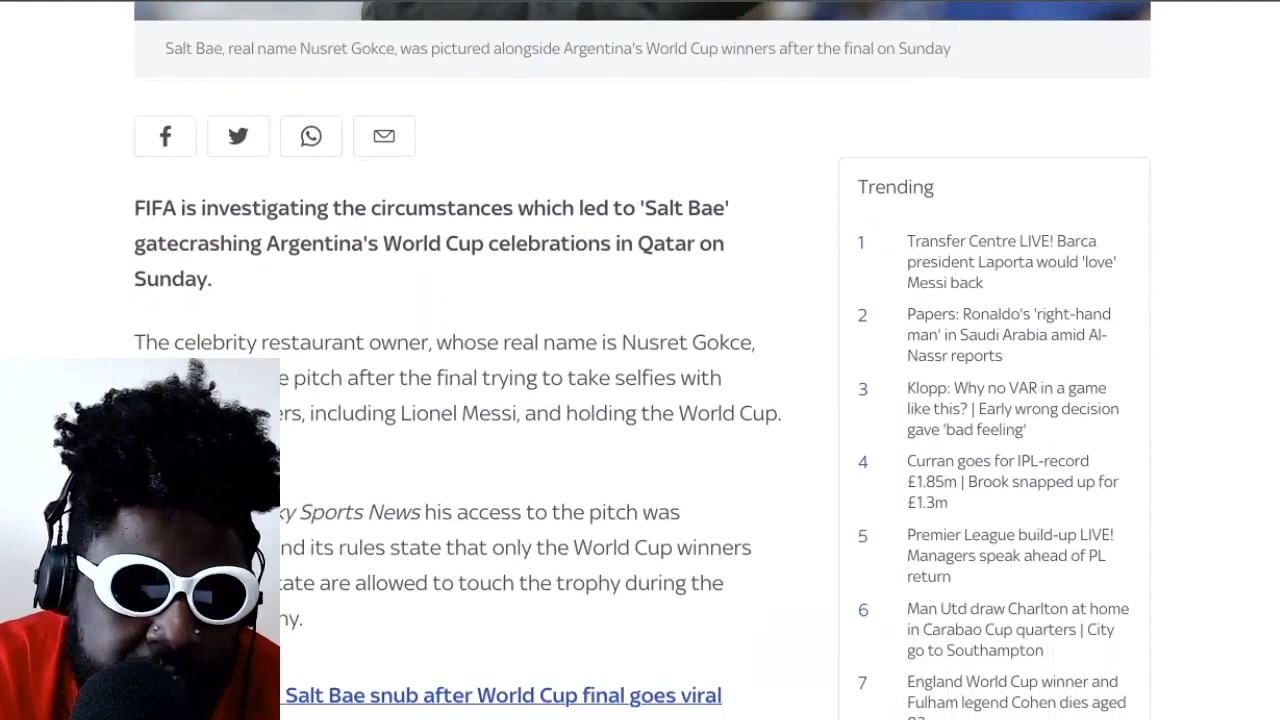 Salt Bae, real name Nusret Gokce, was pictured alongside Argentina's World Cup winners after the final on Sunday
FIFA is investigating the circumstances which led to 'Salt Bae'
gatecrashing Argentina's World Cup celebrations in Qatar on
Sunday.
The celebrity restaurant owner, whose real name is Nusret Gokce,
pitch after the final trying to take selfies with
including Lionel Messi, and holding the World Cup.
Sports News his access to the pitch was
its rules state that only the World Cup winners
are allowed to touch the trophy during the
Salt Bae snub after World Cup final goes viral
Trending
1 Transfer Centre LIVE! Barca
president Laporta would 'love'
Messi back
2 Papers: Ronaldo's 'right-hand
man' in Saudi Arabia amid Al-
Nassr reports
3 Klopp: Why no VAR in a game
like this? | Early wrong decision
gave 'bad feeling'
4 Curran goes for IPL-record
£1.85m | Brook snapped up for
£1.3m
5 Premier League build-up LIVE!
Managers speak ahead of PL
return
6 Man Utd draw Charlton at home
in Carabao Cup quarters | City
go to Southampton
7 England World Cup winner and
Fulham legend Cohen dies aged